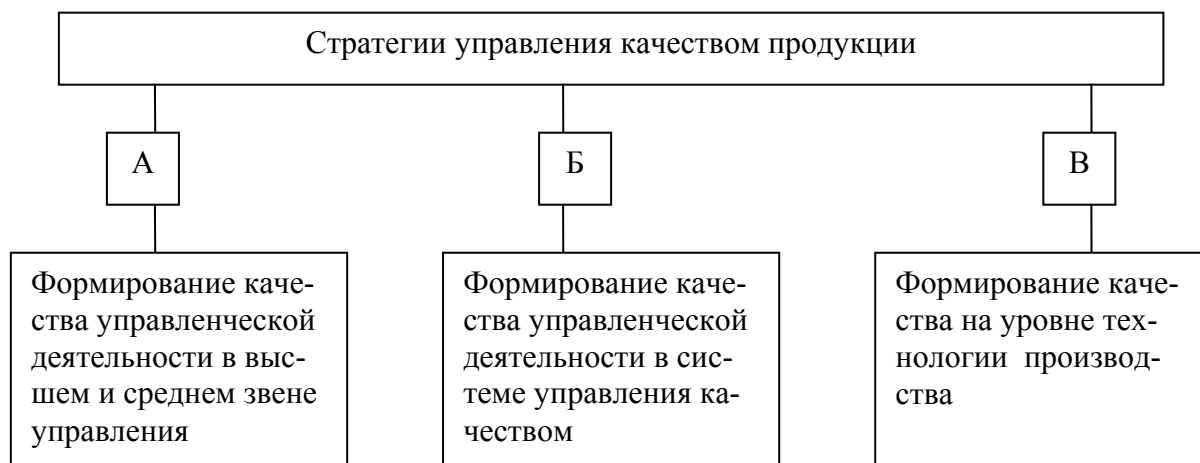 Стратегии управления качеством продукции
А
Б
В
Формирование каче-
ства управленческой
деятельности в выс-
шем и среднем звене
управления
Формирование каче-
ства управленческой
деятельности в сис-
теме управления ка-
чеством
Формирование каче-
ства на уровне тех-
нологии производ-
ства